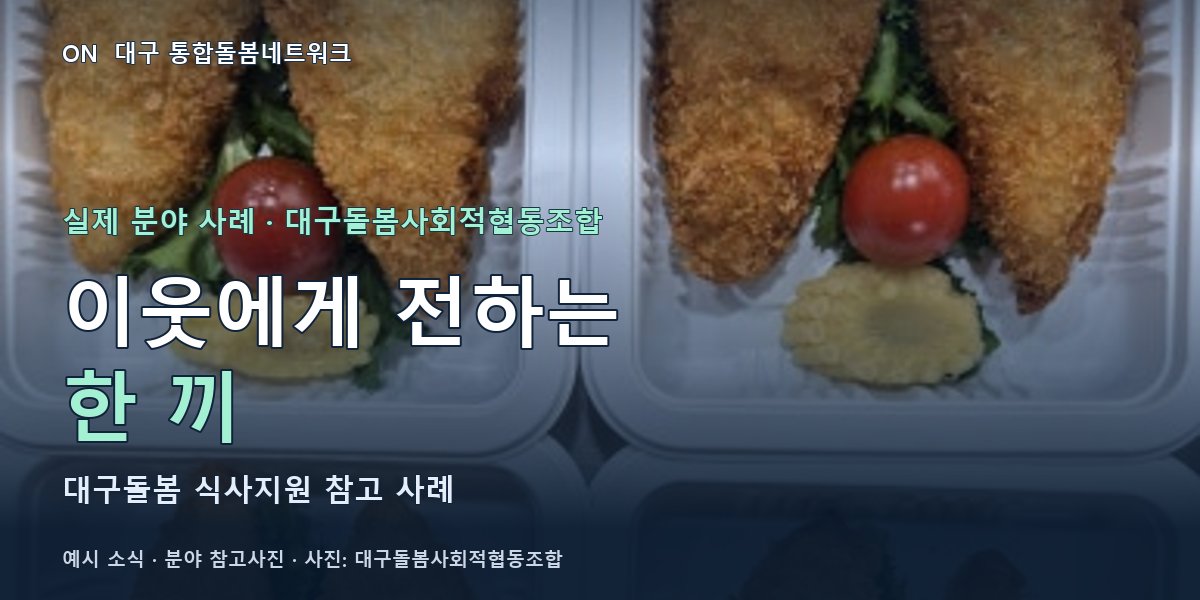 ON 대구 통합돌봄네트워크
실제 분야 사례 · 대구돌봄사회적협동조합
이웃에게 전하는
한 끼
대구돌봄 식사지원 참고 사례
예시 소식 · 분야 참고사진 · 사진: 대구돌봄사회적협동조합